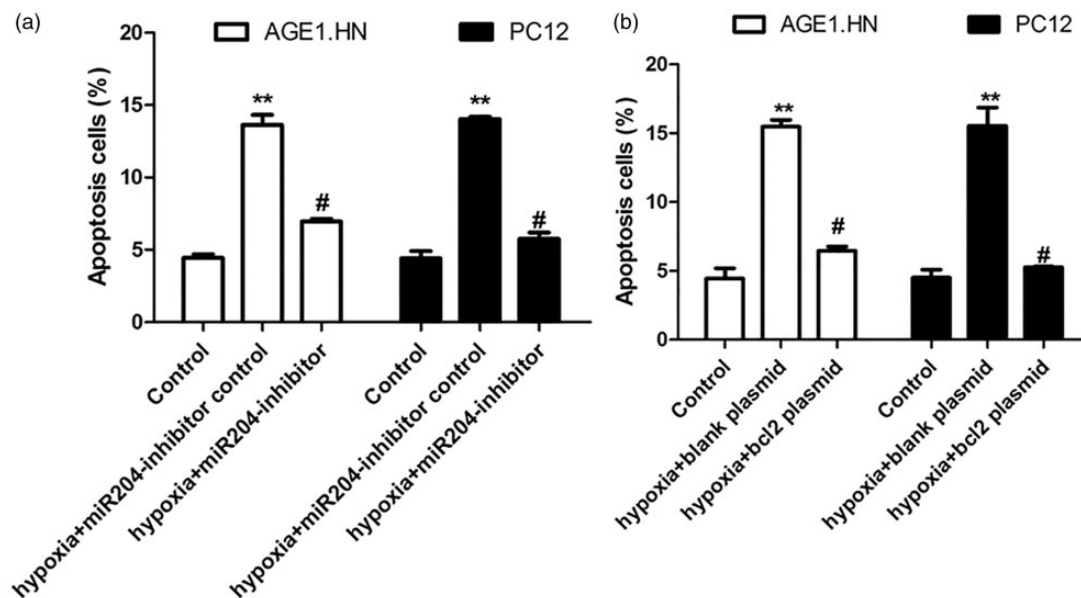 (a)
AGE1.HN
PC12
Apoptosis cells (%)
20
15
10
5
0
**
#
**
#
Control
hypoxia+miR204-inhibitor control
hypoxia+miR204-inhibitor
Control
hypoxia+miR204-inhibitor control
hypoxia+miR204-inhibitor
(b)
AGE1.HN
PC12
Apoptosis cells (%)
20
15
10
5
0
**
#
**
#
Control
hypoxia+blank plasmid
hypoxia+bcl2 plasmid
Control
hypoxia+blank plasmid
hypoxia+bcl2 plasmid